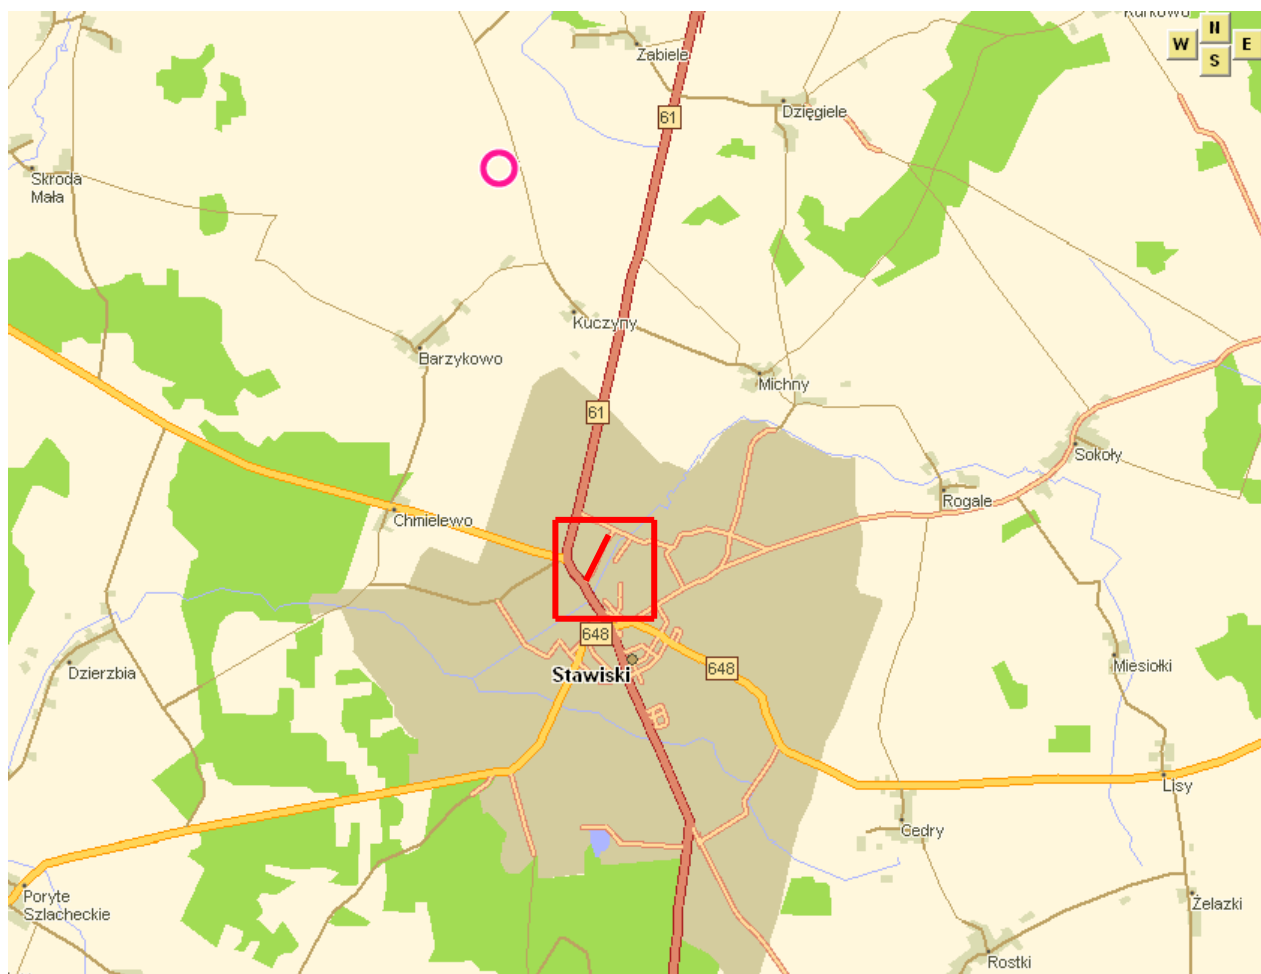 Kurkowo
N
W
E
S
Zabiele
61
Dzięgiele
Skroda
Mała
Kuczyny
Barzykowo
Michny
61
Sokoły
Rogale
Chmielewo
648
648
Stawiski
Dzierzbia
Miesiołki
Lisy
Cedry
Poryte
Szlacheckie
Żelazki
Rostki